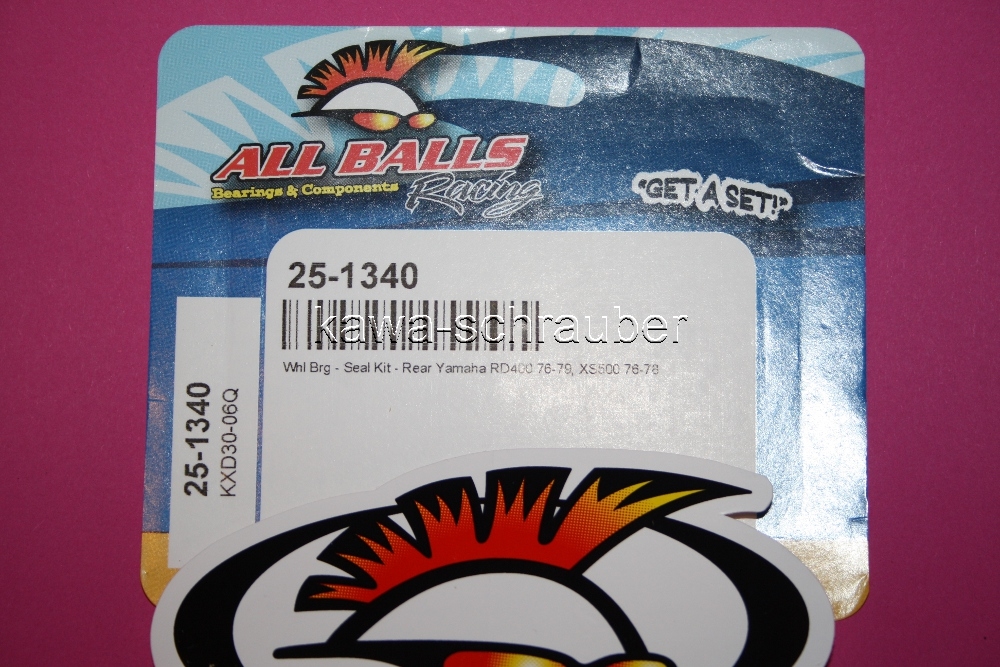 ALL BALLS
Bearings & Components
Racing
"GET A SET!"
25-1340
kawa-schrauber
Whl Brg - Seal Kit - Rear Yamaha RD400 76-79, XS500 76-78
25-1340
KXD30-06Q